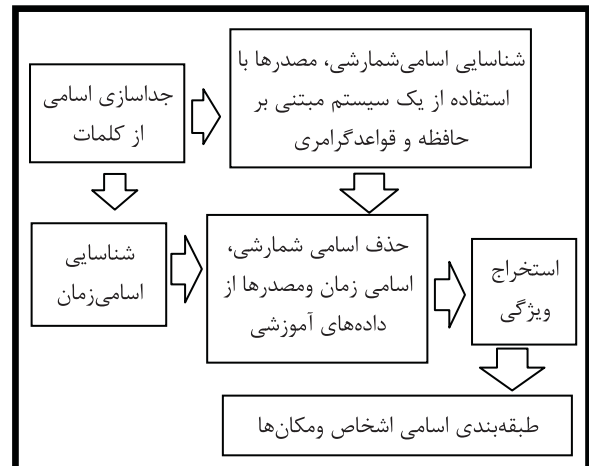 جداسازی اسامی
از کلمات
شناسایی اسامی‌شمارشی، مصدرها با
استفاده از یک سیستم مبتنی بر
حافظه و قواعدگرامری
شناسایی
اسامی‌زمان
حذف اسامی شمارشی،
اسامی زمان ومصدرها از
داده‌های آموزشی
استخراج
ویژگی
طبقه‌بندی اسامی اشخاص ومکان‌ها